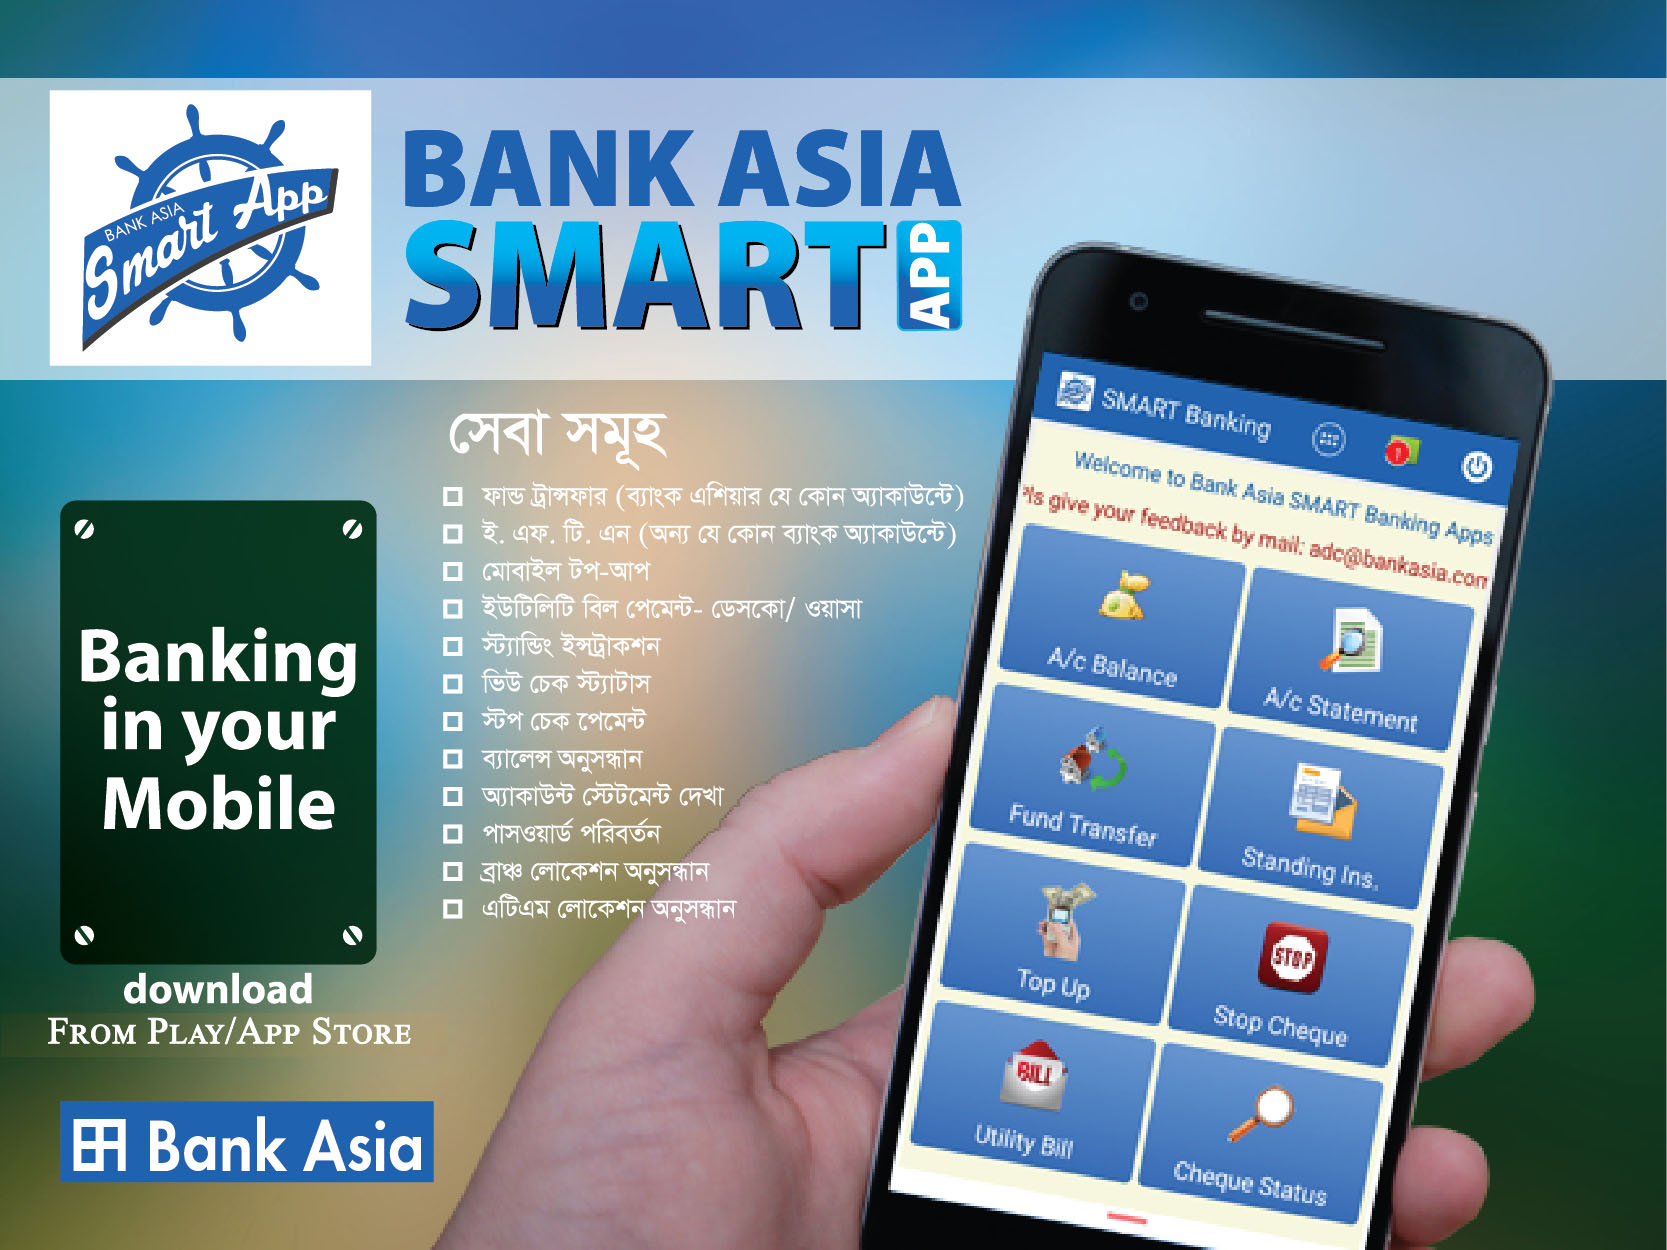 BANK ASIA
Smart App
BANK ASIA
SMART APP
সেবা সমূহ
ফান্ড ট্রান্সফার (ব্যাংক এশিয়ার যে কোন অ্যাকাউন্টে)
ই. এফ. টি. এন (অন্য যে কোন ব্যাংক অ্যাকাউন্টে)
মোবাইল টপ-আপ
ইউটিলিটি বিল পেমেন্ট- ডেসকো/ ওয়াসা
স্ট্যান্ডিং ইন্সট্রাকশন
ভিউ চেক স্ট্যাটাস
স্টপ চেক পেমেন্ট
ব্যালেন্স অনুসন্ধান
অ্যাকাউন্ট স্টেটমেন্ট দেখা
পাসওয়ার্ড পরিবর্তন
ব্রাঞ্চ লোকেশন অনুসন্ধান
এটিএম লোকেশন অনুসন্ধান
Banking
in your
Mobile
download
FROM PLAY/APP STORE
Bank Asia
SMART Banking
Welcome to Bank Asia SMART Banking Apps
Pls give your feedback by mail: adc@bankasia.com
A/c Balance
A/c Statement
Fund Transfer
Standing Ins.
Top Up
STOP
Stop Cheque
BILL
Utility Bill
Cheque Status